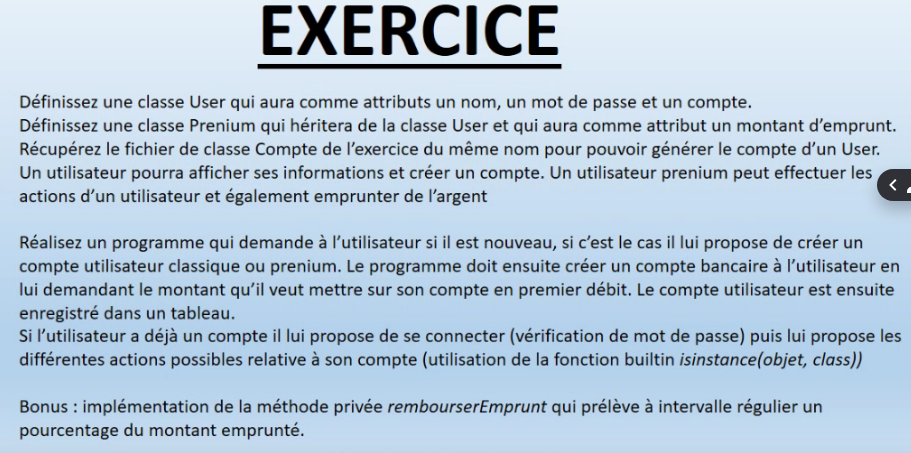 EXERCICE
Définissez une classe User qui aura comme attributs un nom, un mot de passe et un compte.
Définissez une classe Prenium qui héritera de la classe User et qui aura comme attribut un montant d’emprunt.
Récupérez le fichier de classe Compte de l’exercice du même nom pour pouvoir générer le compte d’un User.
Un utilisateur pourra afficher ses informations et créer un compte. Un utilisateur prenium peut effectuer les
actions d’un utilisateur et également emprunter de l’argent
Réalisez un programme qui demande à l’utilisateur si il est nouveau, si c’est le cas il lui propose de créer un
compte utilisateur classique ou prenium. Le programme doit ensuite créer un compte bancaire à l’utilisateur en
lui demandant le montant qu’il veut mettre sur son compte en premier débit. Le compte utilisateur est ensuite
enregistré dans un tableau.
Si l’utilisateur a déjà un compte il lui propose de se connecter (vérification de mot de passe) puis lui propose les
différentes actions possibles relative à son compte (utilisation de la fonction builtin isinstance(objet, class))
Bonus : implémentation de la méthode privée rembourserEmprunt qui prélève à intervalle régulier un
pourcentage du montant emprunté.